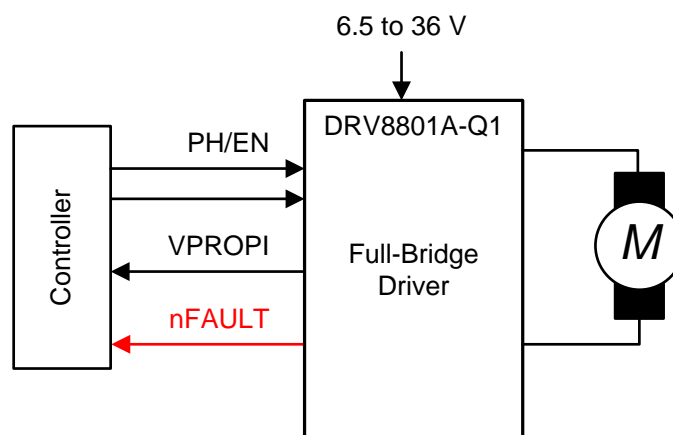 6.5 to 36 V
DRV8801A-Q1
PH/EN
Controller
VPROPI
Full-Bridge
Driver
M
nFAULT